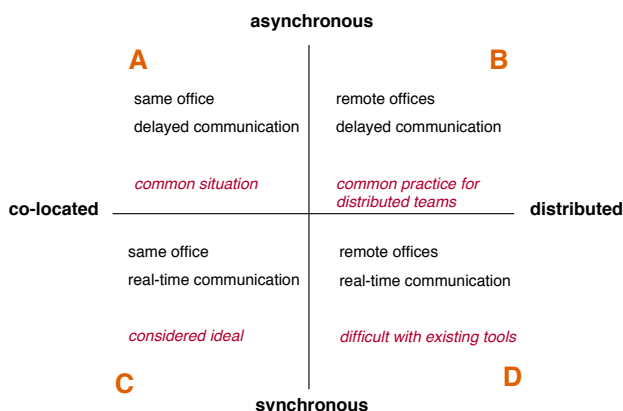 asynchronous
A
B
same office
remote offices
delayed communication
delayed communication
common situation
common practice for
distributed teams
co-located
distributed
same office
remote offices
real-time communication
real-time communication
considered ideal
difficult with existing tools
C
D
synchronous